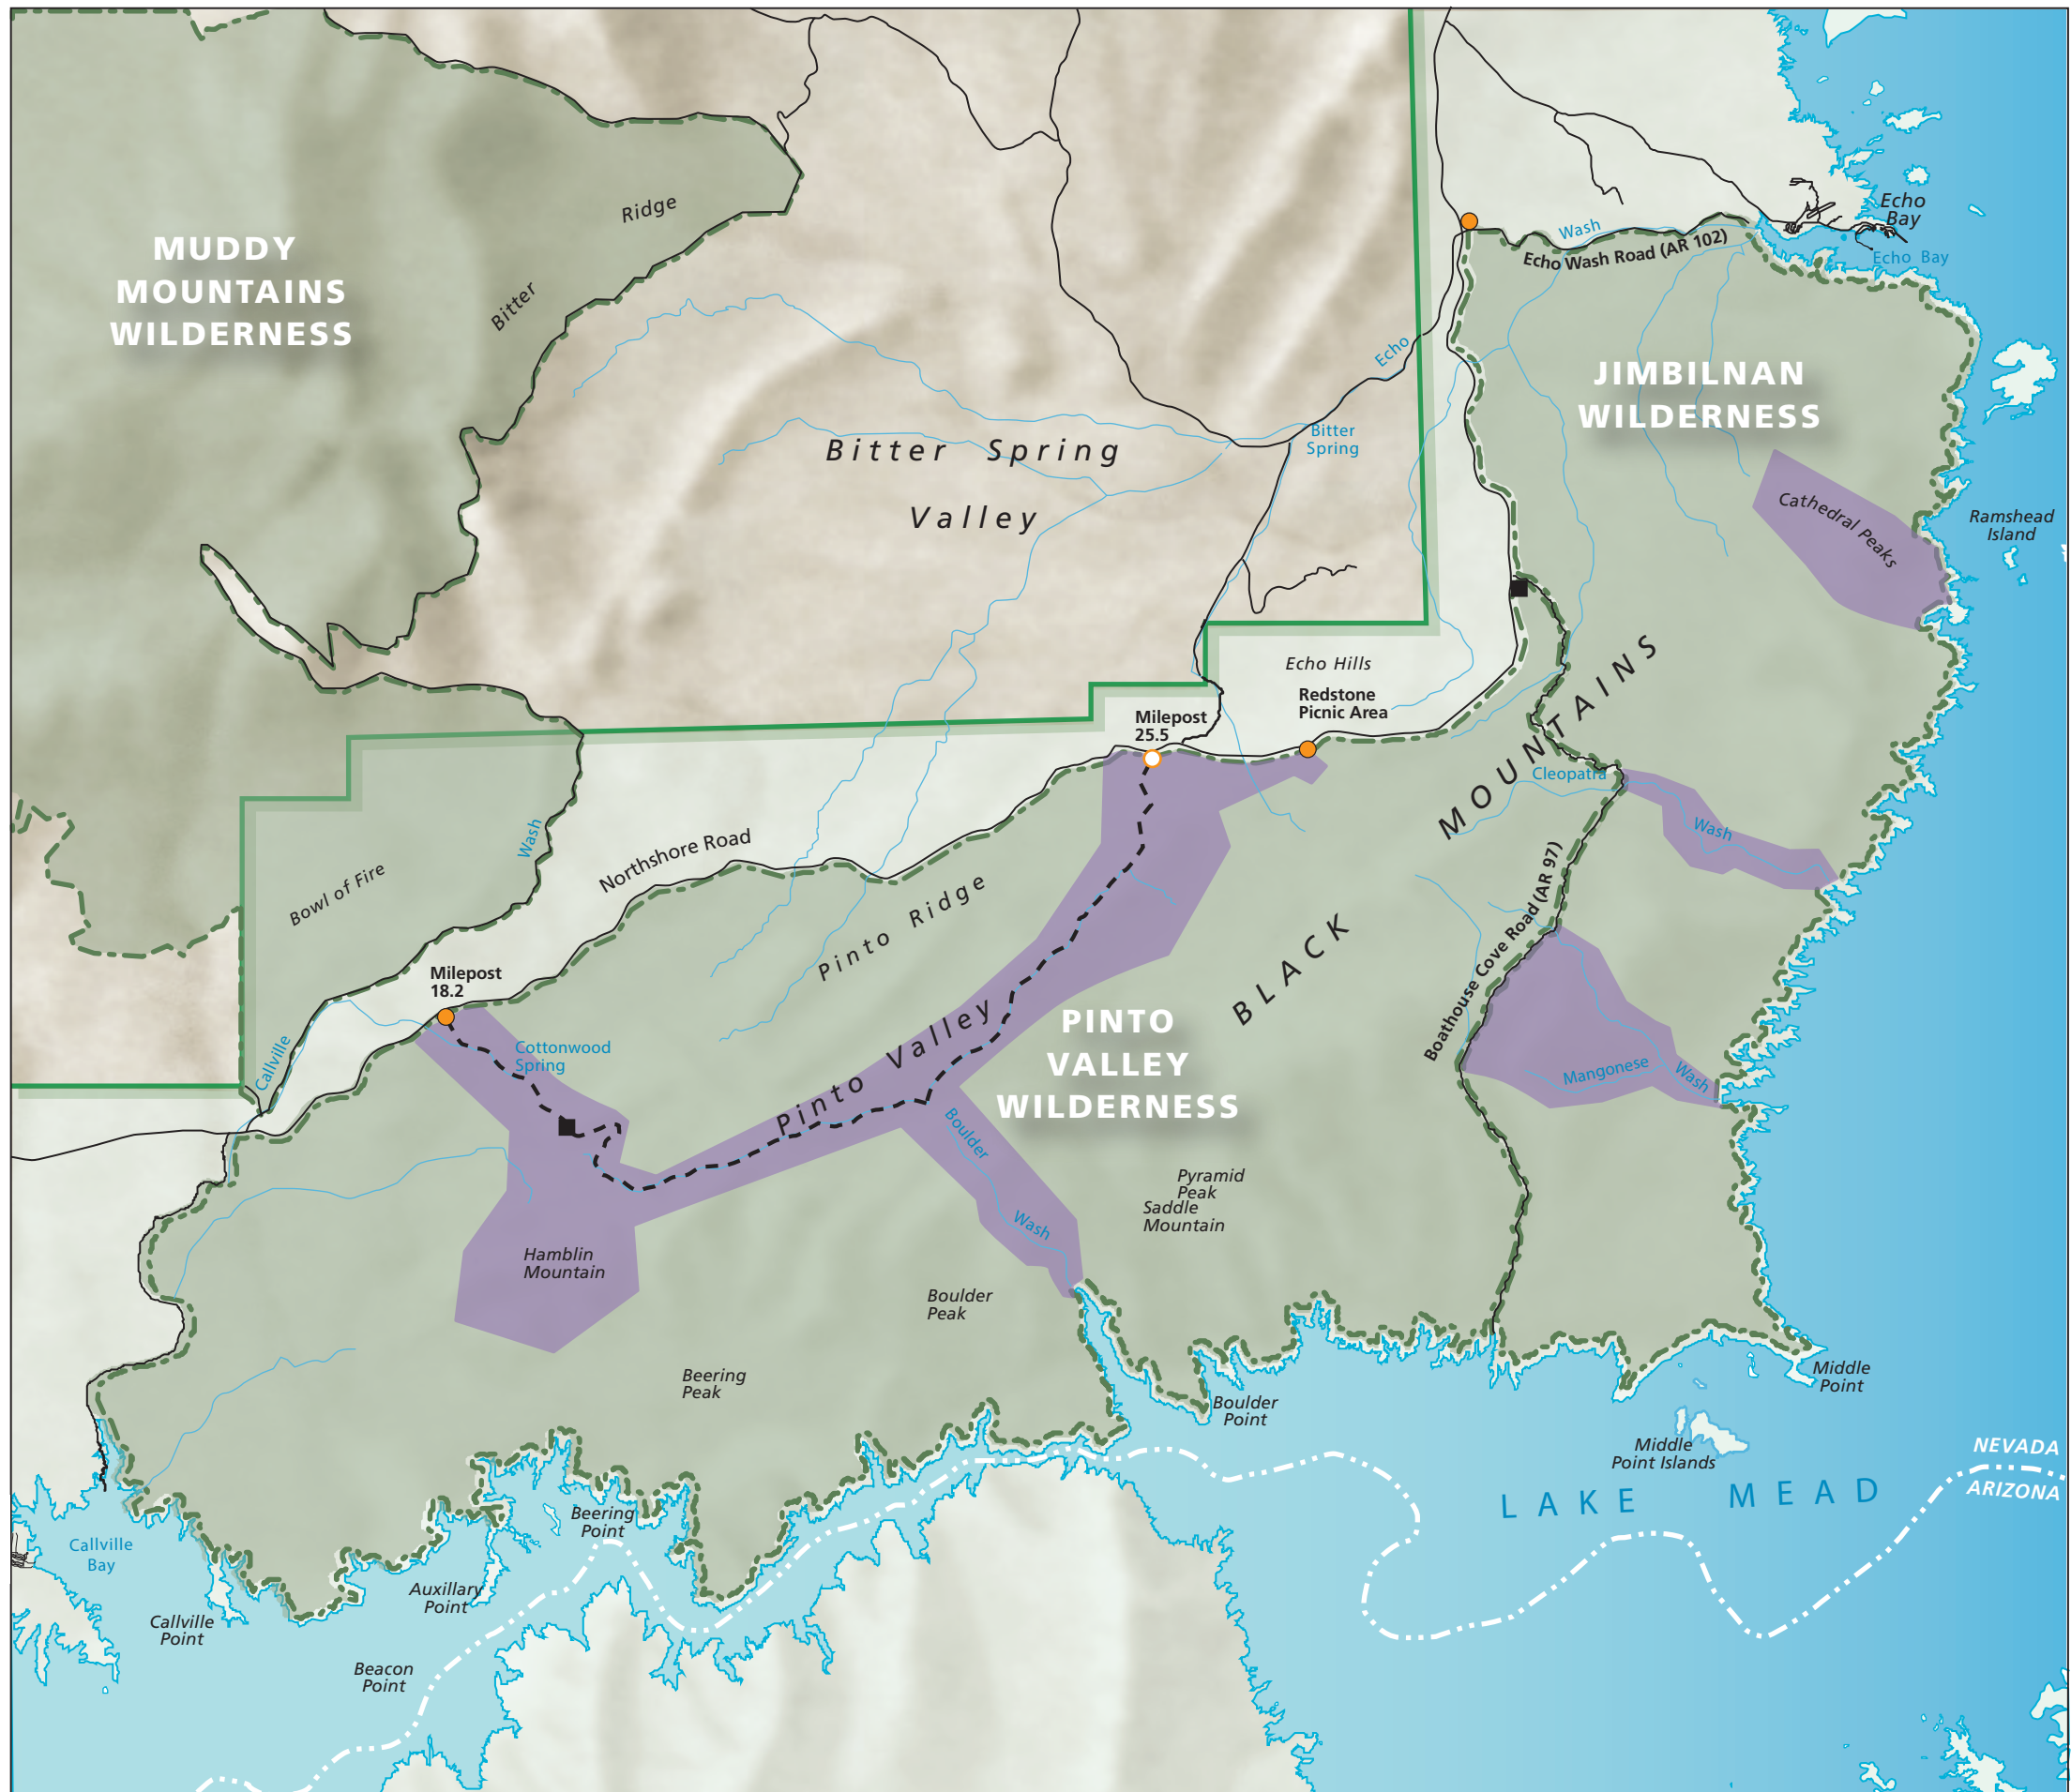 MUDDY
MOUNTAINS
WILDERNESS
Ridge
Bitter
Echo
Bay
Echo Bay
Wash
Echo Wash Road (AR 102)
Echo
JIMBILNAN
WILDERNESS
Bitter Spring
Valley
Bitter
Spring
Cathedral Peaks
Ramshead
Island
Echo Hills
Redstone
Picnic Area
Milepost
25.5
BLACK MOUNTAINS
Cleopatra
Wash
Wash
Northshore Road
Bowl of Fire
Pinto Ridge
Boathouse Cove Road (AR 97)
Milepost
18.2
Cottonwood
Spring
Callville
Pinto Valley
PINTO
VALLEY
WILDERNESS
Mangonese
Wash
Boulder
Wash
Pyramid
Peak
Saddle
Mountain
Hamblin
Mountain
Boulder
Peak
Beering
Peak
Boulder
Point
Middle
Point
Middle
Point Islands
NEVADA
ARIZONA
LAKE MEAD
Beering
Point
Callville
Bay
Auxillary
Point
Callville
Point
Beacon
Point